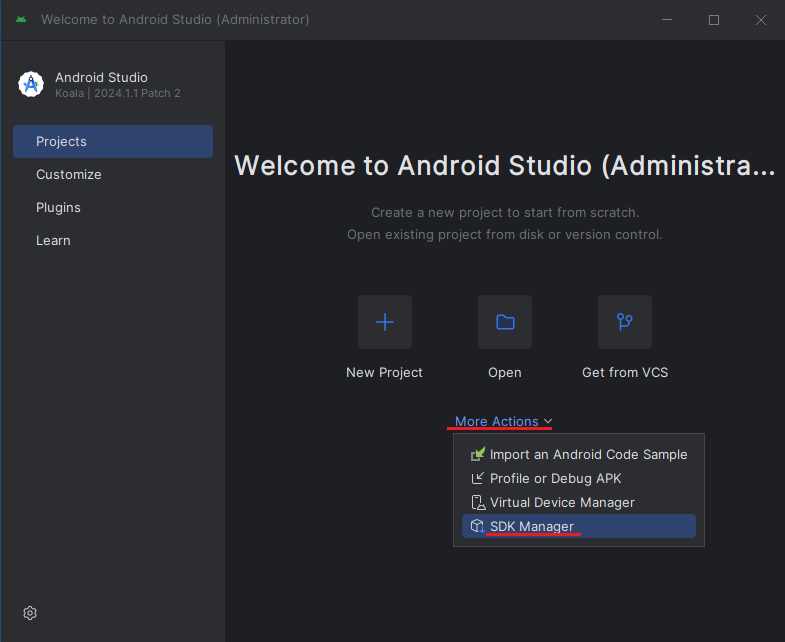 Welcome to Android Studio (Administrator)
Android Studio
Koala | 2024.1.1 Patch 2
Projects
Customize
Plugins
Learn
Welcome to Android Studio (Administra...
Create a new project to start from scratch.
Open existing project from disk or version control.
New Project
Open
Get from VCS
More Actions
Import an Android Code Sample
Profile or Debug APK
Virtual Device Manager
SDK Manager